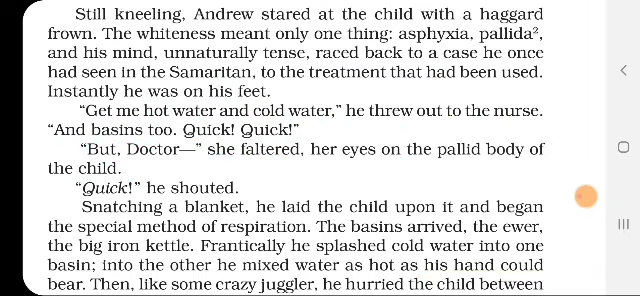 Still kneeling, Andrew stared at the child with a haggard
frown. The whiteness meant only one thing: asphyxia, pallida²,
and his mind, unnaturally tense, raced back to a case he once
had seen in the Samaritan, to the treatment that had been used.
Instantly he was on his feet.
“Get me hot water and cold water,” he threw out to the nurse.
“And basins too. Quick! Quick!”
“But, Doctor—” she faltered, her eyes on the pallid body of
the child.
“Quick!” he shouted.
Snatching a blanket, he laid the child upon it and began
the special method of respiration. The basins arrived, the ewer,
the big iron kettle. Frantically he splashed cold water into one
basin; into the other he mixed water as hot as his hand could
bear. Then, like some crazy juggler, he hurried the child between